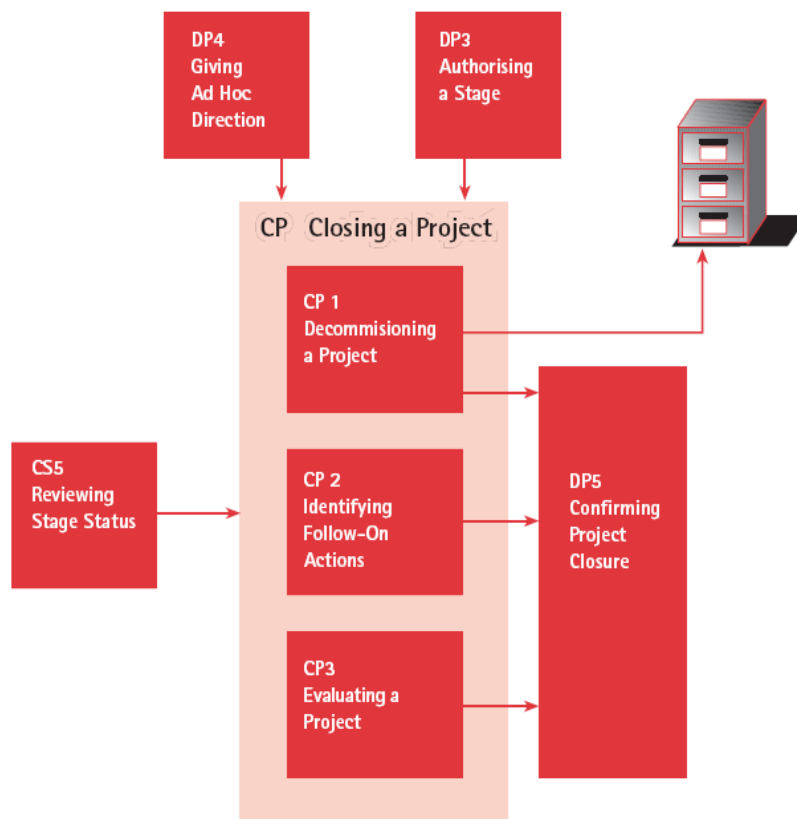 DP4
Giving
Ad Hoc
Direction
DP3
Authorising
a Stage
CP Closing a Project
CP 1
Decommisioning
a Project
CS5
Reviewing
Stage Status
CP 2
Identifying
Follow-On
Actions
DP5
Confirming
Project
Closure
CP3
Evaluating a
Project